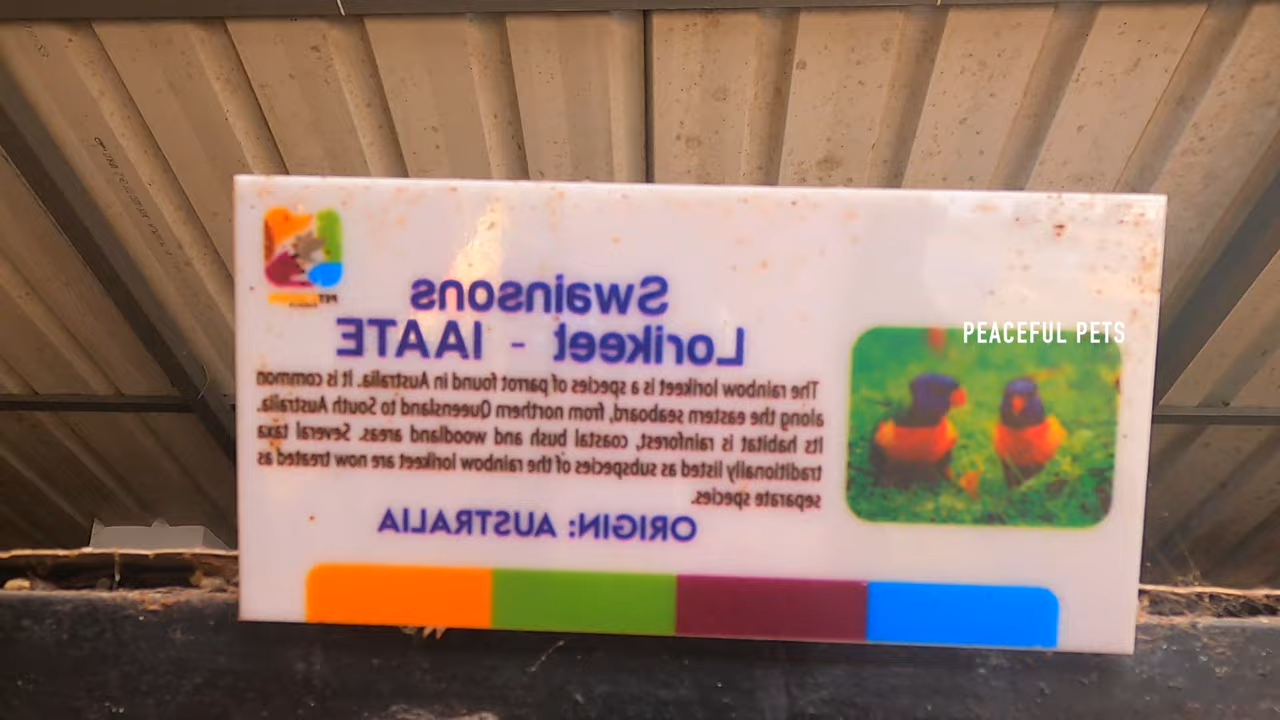 Swainsons
Lorikeet - IAATE
The rainbow lorikeet is a species of parrot found in Australia. It is common
along the eastern seaboard, from northern Queensland to South Australia.
Its habitat is rainforest, coastal bush and woodland areas. Several taxa
traditionally listed as subspecies of the rainbow lorikeet are now treated as
separate species.
ORIGIN: AUSTRALIA
PEACEFUL PETS